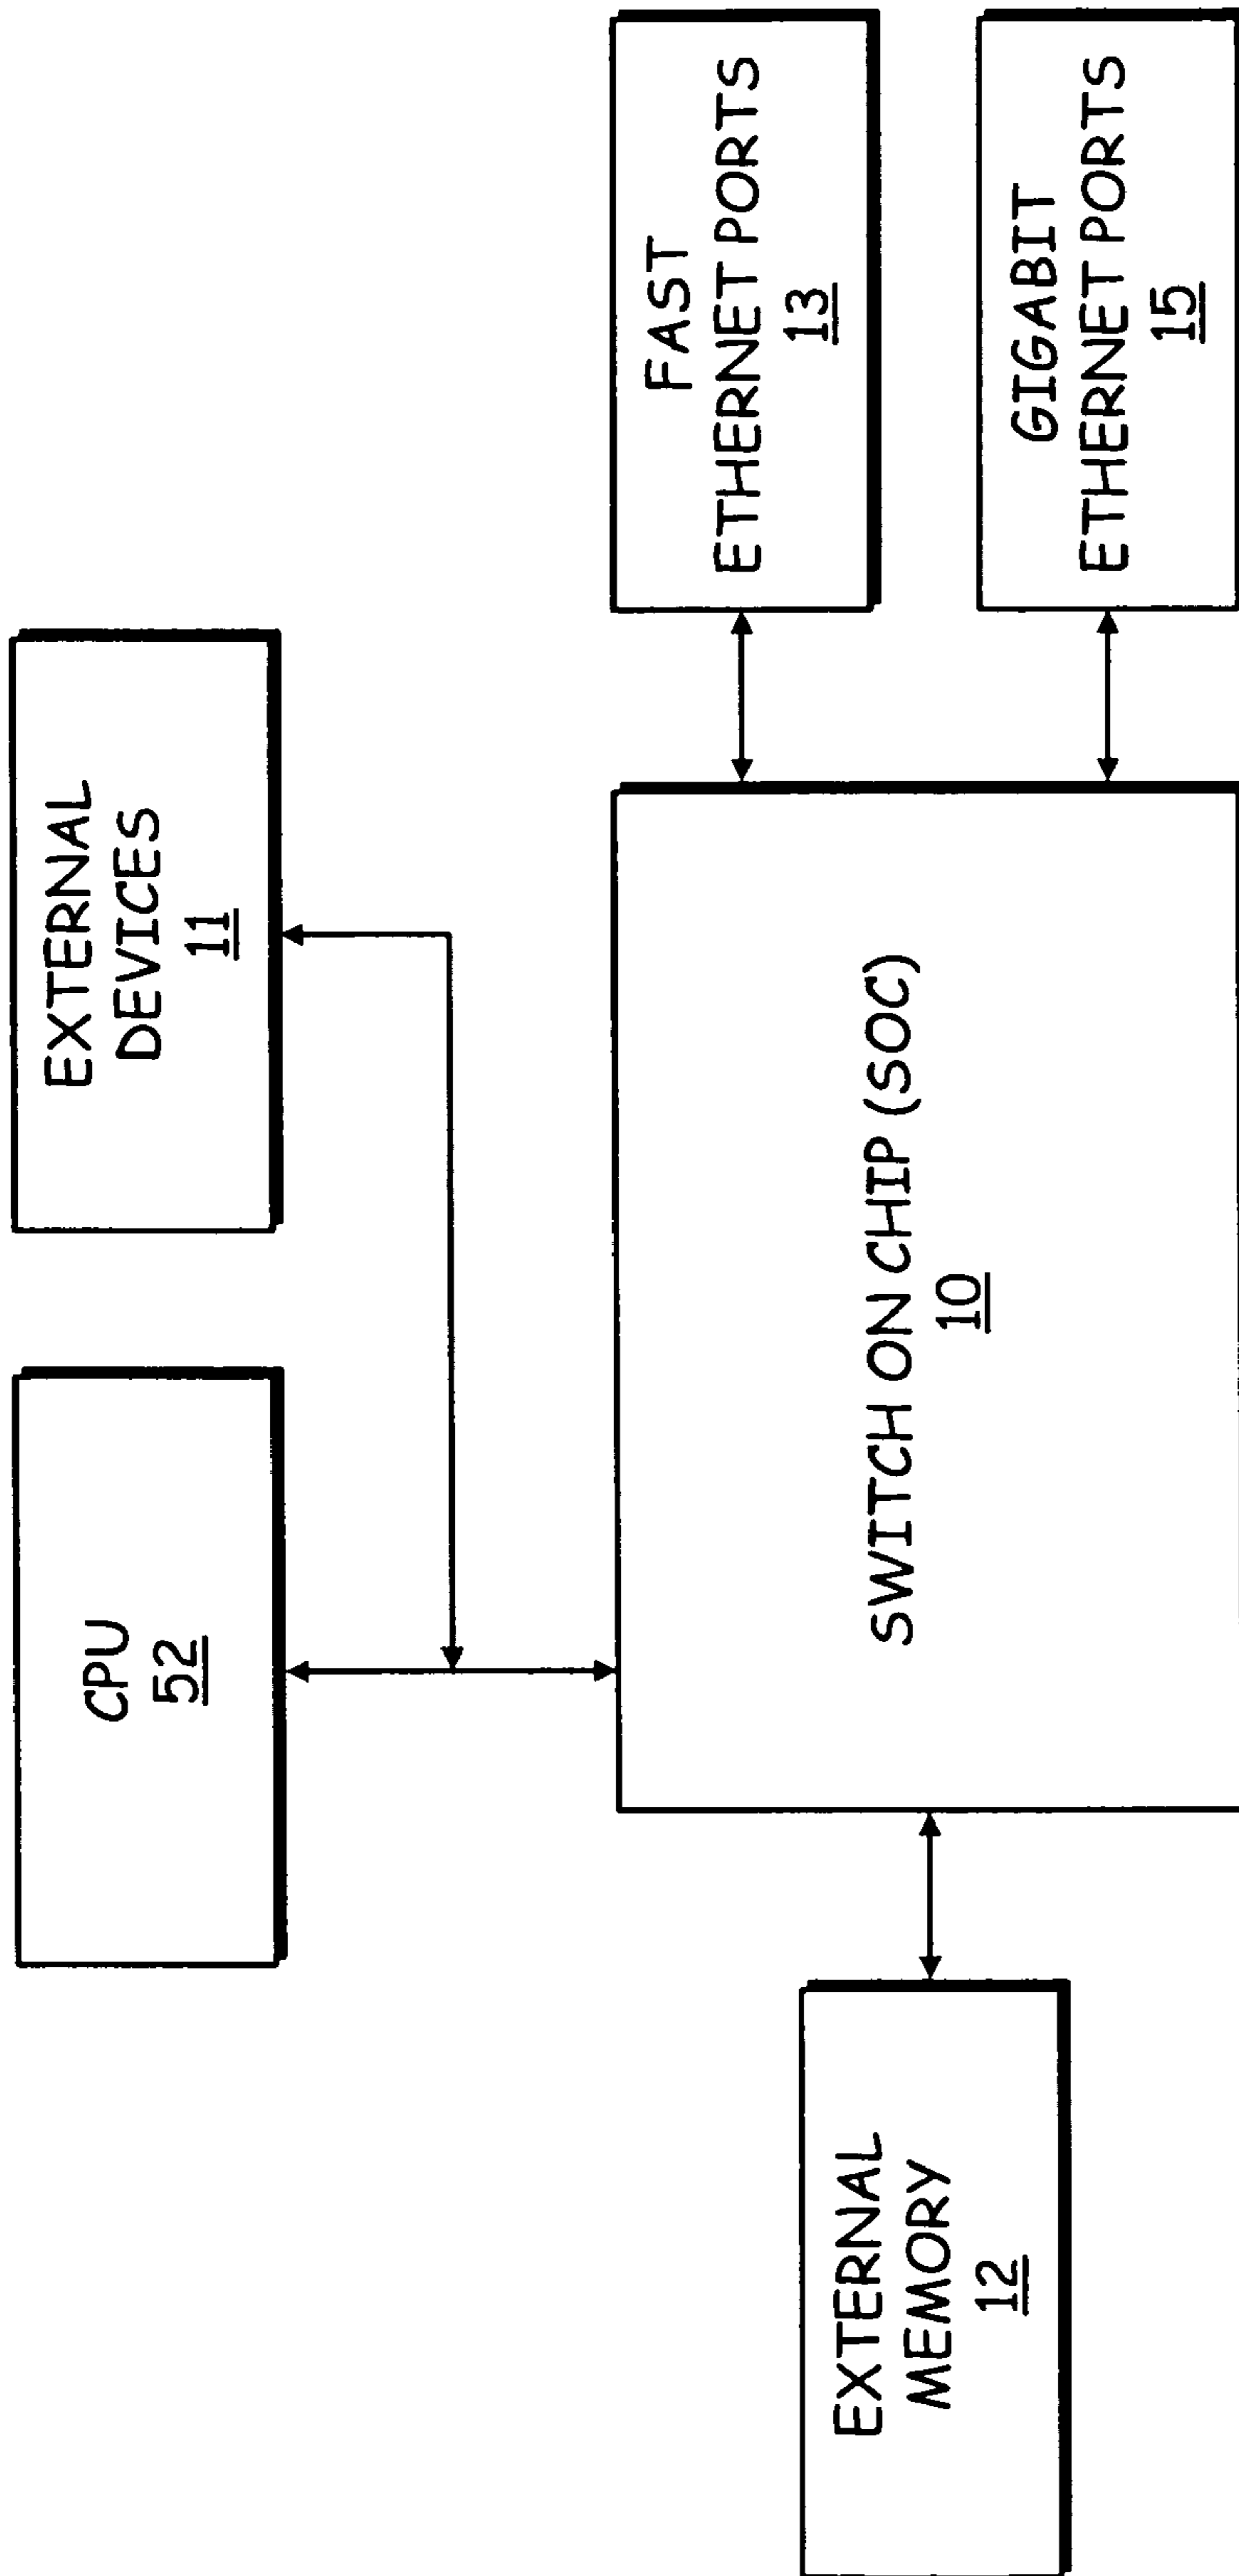 CPU
52
EXTERNAL
DEVICES
11
EXTERNAL
MEMORY
12
SWITCH ON CHIP (SOC)
10
FAST
ETHERNET PORTS
13
GIGABIT
ETHERNET PORTS
15